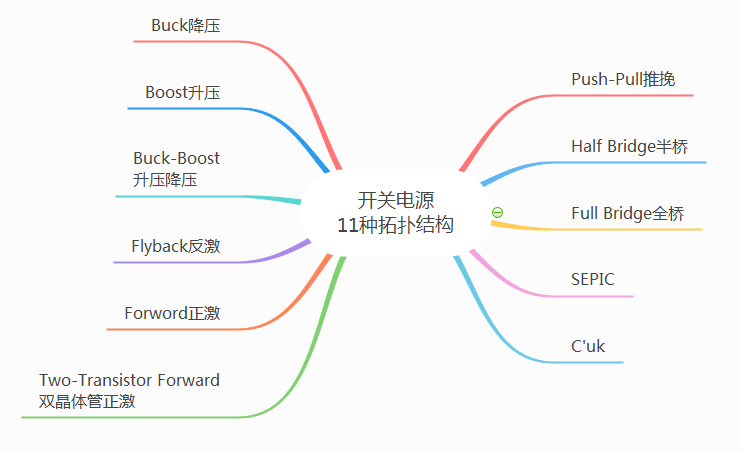 Buck降压
Boost升压
Buck-Boost
升压降压
Flyback反激
Forword正激
Two-Transistor Forward
双晶体管正激
开关电源
11种拓扑结构
Push-Pull推挽
Half Bridge半桥
Full Bridge全桥
SEPIC
C'uk